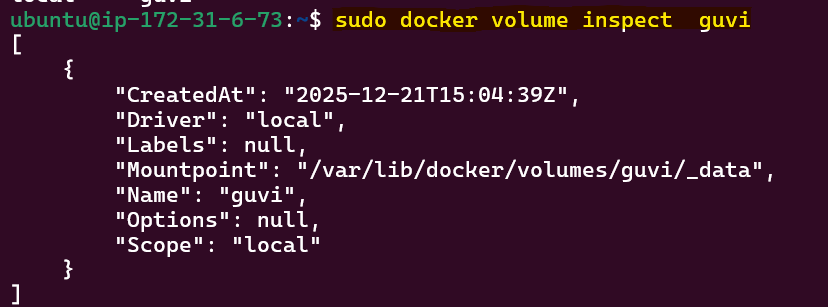 ubuntu@ip-172-31-6-73:~$ sudo docker volume inspect  guvi
[
    {
        "CreatedAt": "2025-12-21T15:04:39Z",
        "Driver": "local",
        "Labels": null,
        "Mountpoint": "/var/lib/docker/volumes/guvi/_data",
        "Name": "guvi",
        "Options": null,
        "Scope": "local"
    }
]